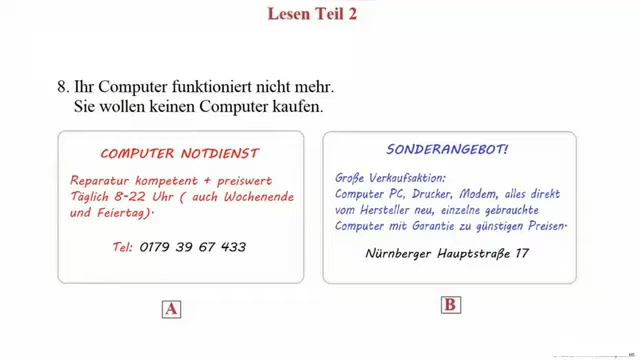 Lesen Teil 2
8. Ihr Computer funktioniert nicht mehr.
Sie wollen keinen Computer kaufen.
COMPUTER NOTDIENST
Reparatur kompetent + preiswert
Täglich 8-22 Uhr ( auch Wochenende
und Feiertag).
Tel: 0179 39 67 433
A
SONDERANGEBOT!
Große Verkaufsaktion:
Computer PC, Drucker, Modem, alles direkt
vom Hersteller neu, einzelne gebrauchte
Computer mit Garantie zu günstigen Preisen.
Nürnberger Hauptstraße 17
B